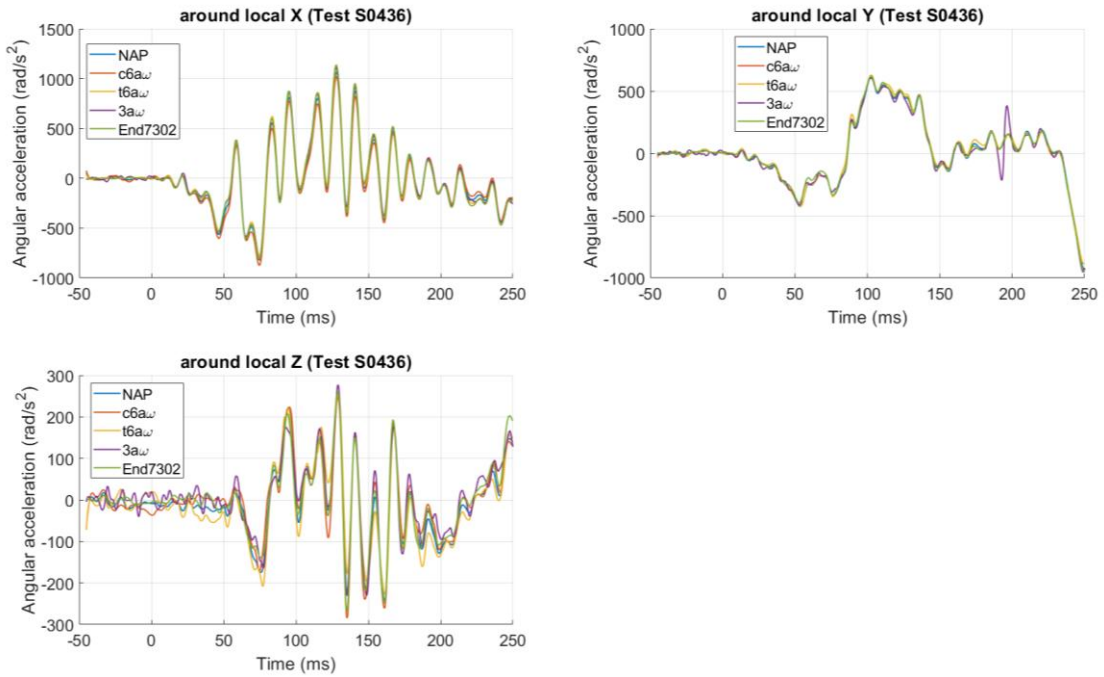 around local X (Test S0436)
Angular acceleration (rad/s²)
1500
1000
500
0
-500
-1000
NAP
c6aω
t6aω
3aω
End7302
-50 0 50 100 150 200 250
Time (ms)
around local Y (Test S0436)
Angular acceleration (rad/s²)
1000
500
0
-500
-1000
NAP
c6aω
t6aω
3aω
End7302
-50 0 50 100 150 200 250
Time (ms)
around local Z (Test S0436)
Angular acceleration (rad/s²)
300
200
100
0
-100
-200
-300
NAP
c6aω
t6aω
3aω
End7302
-50 0 50 100 150 200 250
Time (ms)